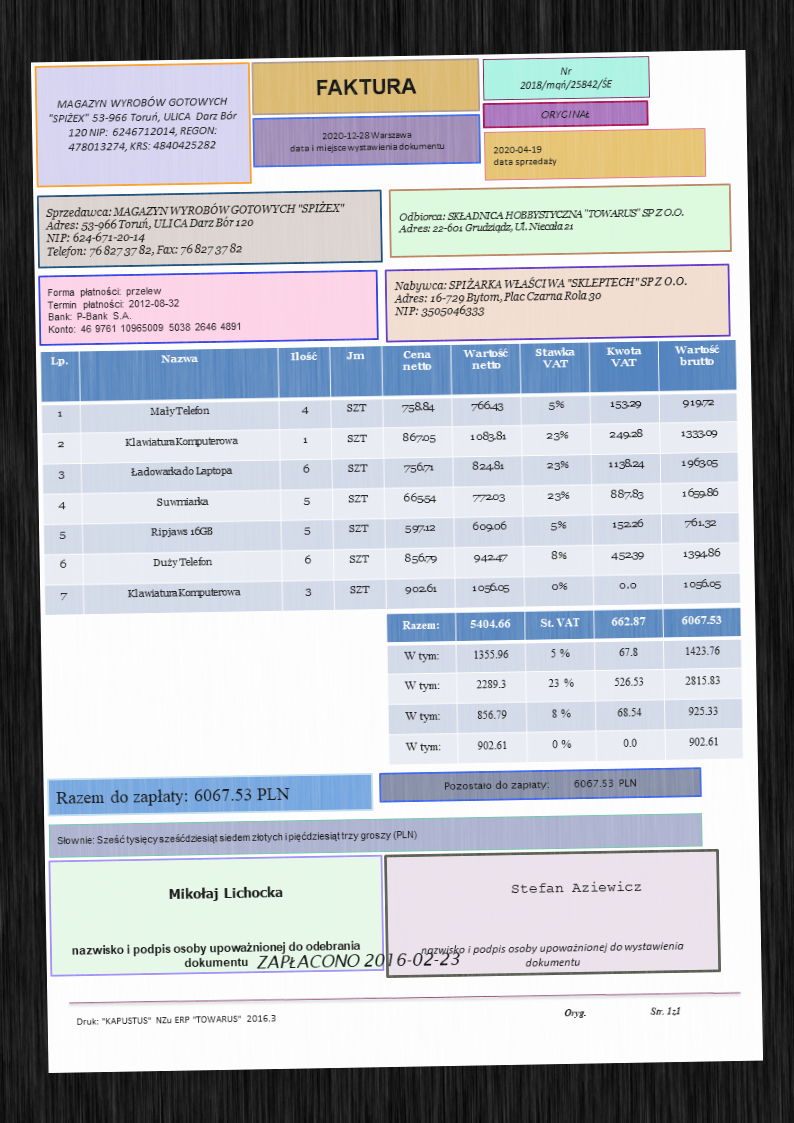 MAGAZYN WYROBÓW GOTOWYCH
"SPIŻEX" 53-966 Toruń, ULICA Darz Bór
120 NIP: 6246712014, REGON:
478013274, KRS: 4840425282
FAKTURA
2020-12-28 Warszawa
data i miejsce wystawienia dokumentu
Nr
2018/mqń/25842/ŚE
ORYGINAŁ
2020-04-19
data sprzedaży
Sprzedawca: MAGAZYN WYROBÓW GOTOWYCH "SPIŻEX"
Adres: 53-966 Toruń, ULICA Darz Bór 120
NIP: 624-671-20-14
Telefon: 76 827 37 82, Fax: 76 827 37 82
Odbiorca: SKŁADNICA HOBBYSTYCZNA "TOWARUS" SP Z O.O.
Adres: 22-601 Grudziądz, Ul. Niecała 21
Forma płatności: przelew
Termin płatności: 2012-08-32
Bank: P-Bank S.A.
Konto: 46 9761 10965009 5038 2646 4891
Nabywca: SPIŻARKA WŁAŚCIWA "SKLEPTECH" SP Z O.O.
Adres: 16-729 Bytom, Plac Czarna Rola 30
NIP: 3505046333
Lp. Nazwa Ilość Jm Cena netto Wartość netto Stawka VAT Kwota VAT Wartość brutto
1 Mały Telefon 4 SZT 758.84 766.43 5% 153.29 919.72
2 Klawiatura Komputerowa 1 SZT 867.05 1083.81 23% 249.28 1333.09
3 Ładowarka do Laptopa 6 SZT 756.71 824.81 23% 1138.24 1963.05
4 Suwmiarka 5 SZT 665.54 772.03 23% 887.83 1659.86
5 Ripjaws 16GB 5 SZT 597.12 609.06 5% 152.26 761.32
6 Duży Telefon 6 SZT 856.79 942.47 8% 452.39 1394.86
7 Klawiatura Komputerowa 3 SZT 902.61 1056.05 0% 0.0 1056.05
Razem: 5404.66 St. VAT 662.87 6067.53
W tym: 1355.96 5 % 67.8 1423.76
W tym: 2289.3 23 % 526.53 2815.83
W tym: 856.79 8 % 68.54 925.33
W tym: 902.61 0 % 0.0 902.61
Razem do zapłaty: 6067.53 PLN
Pozostało do zapłaty: 6067.53 PLN
Słownie: Sześć tysięcy sześćdziesiąt siedem złotych i pięćdziesiąt trzy groszy (PLN)
Mikołaj Lichocka
nazwisko i podpis osoby upoważnionej do odebrania
dokumentu
Stefan Aziewicz
nazwisko i podpis osoby upoważnionej do wystawienia
dokumentu
ZAPŁACONO 2016-02-23
Druk: "KAPUSTUS" NZu ERP "TOWARUS" 2016.3
Oryg.
Str. 1 z 1